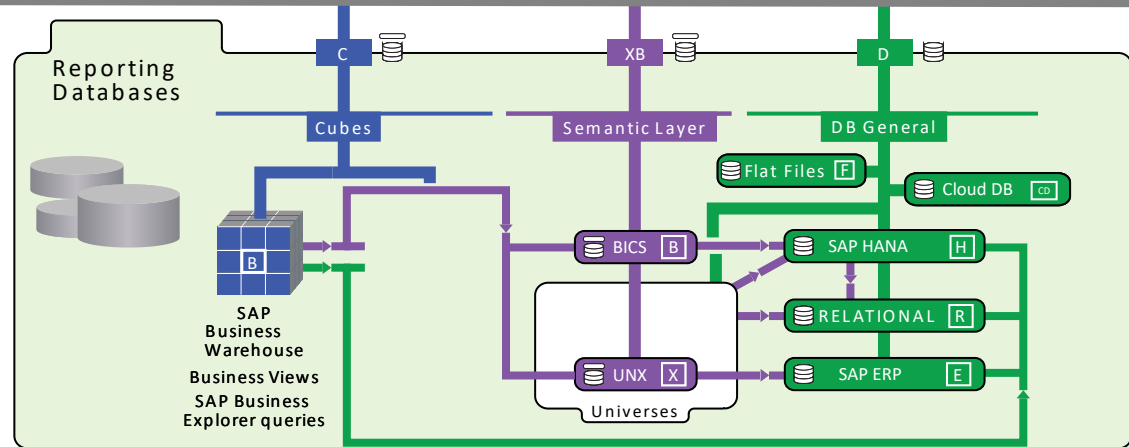 C
XB
D
Reporting
Databases
Cubes
Semantic Layer
DB General
Flat Files F
Cloud DB CD
B
BICS B
SAP HANA H
SAP
Business
Warehouse
RELATIONAL R
Business Views
UNX X
SAP ERP E
SAP Business
Explorer queries
Universes